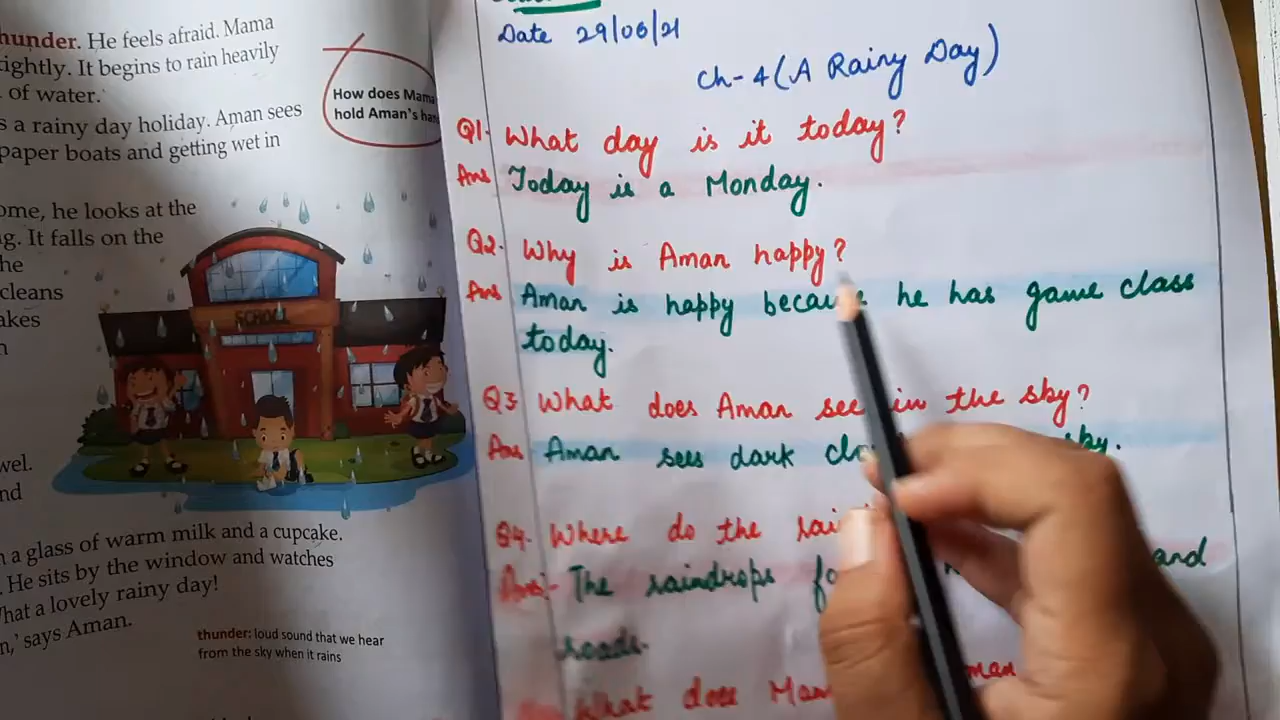 thunder. He feels afraid. Mama
tightly. It begins to rain heavily
of water.
How does Mama
hold Aman's
s a rainy day holiday. Aman sees
paper boats and getting wet in
ome, he looks at the
g. It falls on the
he
cleans
akes
SCHOOL
wel.
nd
a glass of warm milk and a cupcake.
He sits by the window and watches
What a lovely rainy day!
says Aman.
thunder: loud sound that we hear
from the sky when it rains
Date 29/06/21
Ch-4 (A Rainy Day)
Q1. What day is it today?
Ans Today is a Monday.
Q2. Why is Aman happy?
Ans Aman is happy because he has game class
today.
Q3 What does Aman see in the sky?
Ans Aman sees dark sky.
Q4. Where do the
Ans:- The raindrops and
roads.
What does